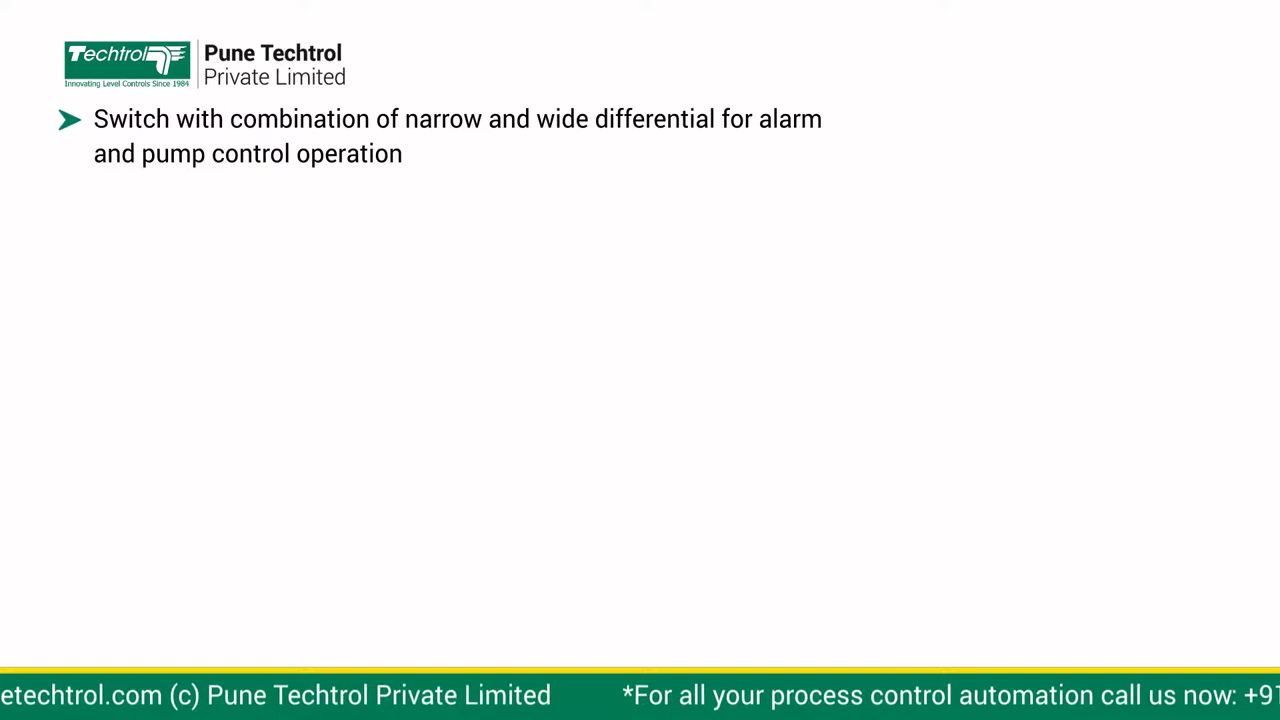 Techtrol
Innovating Level Controls Since 1984
Pune Techtrol
Private Limited
Switch with combination of narrow and wide differential for alarm
and pump control operation
etechtrol.com (c) Pune Techtrol Private Limited *For all your process control automation call us now: +91